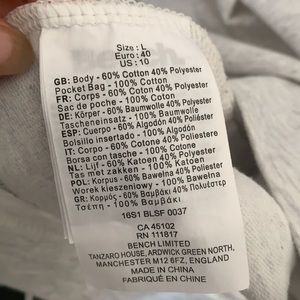 Size : L
Euro : 40
US : 10
GB: Body - 60% Cotton 40% Polyester
Pocket Bag - 100% Cotton
FR: Corps - 60% Coton 40% Polyester
Sac de poche - 100% Coton
DE: Körper - 60% Baumwolle 40% Polyester
Tascheneinsatz - 100% Baumwolle
ESP: Cuerpo - 60% Algodón 40% Poliéster
Bolsillo insertado - 100% Algodón
IT: Corpo - 60% Cotone 40% Poliestere
Borsa con tasca - 100% Cotone
NL: Lijf - 60% Katoen 40% Polyester
Tas met zakken - 100% Katoen
POL: Korpus - 60% Bawełna 40% Poliester
Worek kieszeniowy - 100% Bawełna
GR: Κορμός - 60% Βαμβάκι 40% Πολυέστερ
Τσέπη - 100% Βαμβάκι
16S1 BLSF 0037
CA 45102
RN 111817
BENCH LIMITED
TANZARO HOUSE, ARDWICK GREEN NORTH,
MANCHESTER M12 6FZ, ENGLAND
MADE IN CHINA
FABRIQUÉ EN CHINE